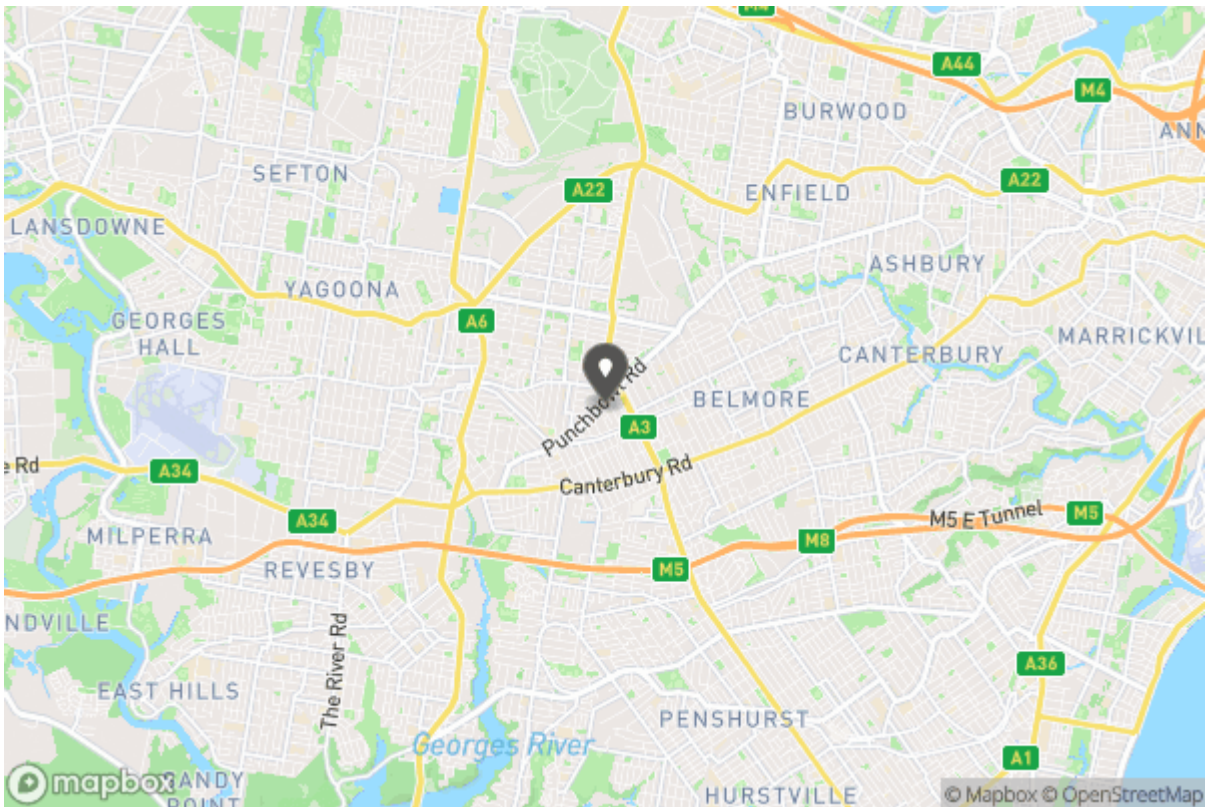 M4
A44
M4
BURWOOD
ANN
SEFTON
A22
ENFIELD
A22
LANSDOWNE
ASHBURY
YAGOONA
GEORGES
HALL
A6
MARRICKVIL
CANTERBURY
Punchbowl Rd
BELMORE
A3
e Rd
A34
Canterbury Rd
A34
M5 E Tunnel
M5
MILPERRA
M8
REVESBY
M5
NDVILLE
The River Rd
A36
EAST HILLS
PENSHURST
Georges River
A1
mapbox
SANDY
POINT
HURSTVILLE
© Mapbox © OpenStreetMap